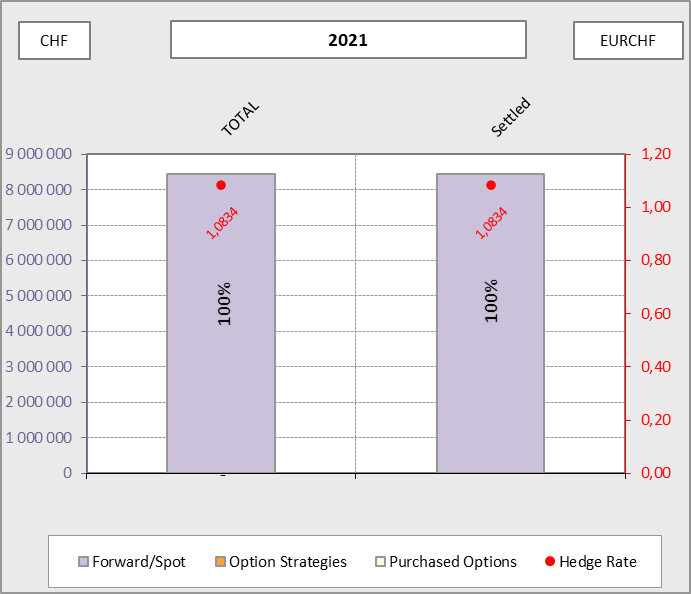 CHF
2021
EURCHF
TOTAL
Settled
9 000 000
8 000 000
7 000 000
6 000 000
5 000 000
4 000 000
3 000 000
2 000 000
1 000 000
0
1,0834
100%
-
1,0834
100%
1,20
1,00
0,80
0,60
0,40
0,20
0,00
Forward/Spot
Option Strategies
Purchased Options
Hedge Rate